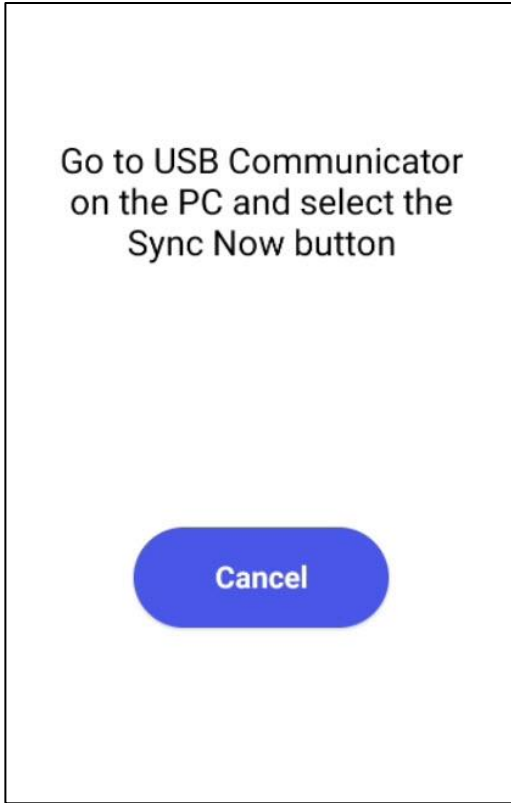 Go to USB Communicator
on the PC and select the
Sync Now button
Cancel